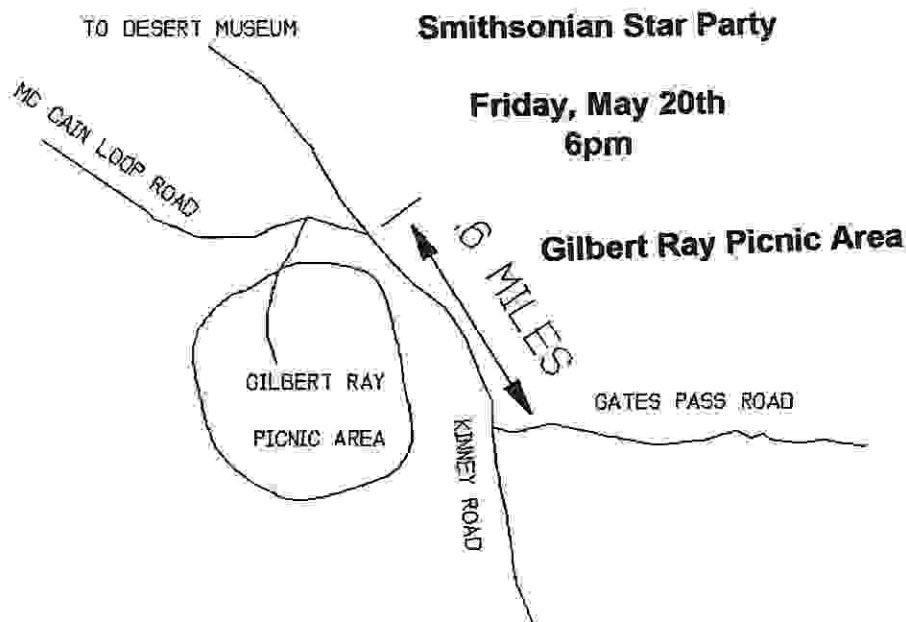 TO DESERT MUSEUM
Smithsonian Star Party
MC CAIN LOOP ROAD
Friday, May 20th
6pm
.6 MILES
Gilbert Ray Picnic Area
GILBERT RAY
PICNIC AREA
KINNEY ROAD
GATES PASS ROAD